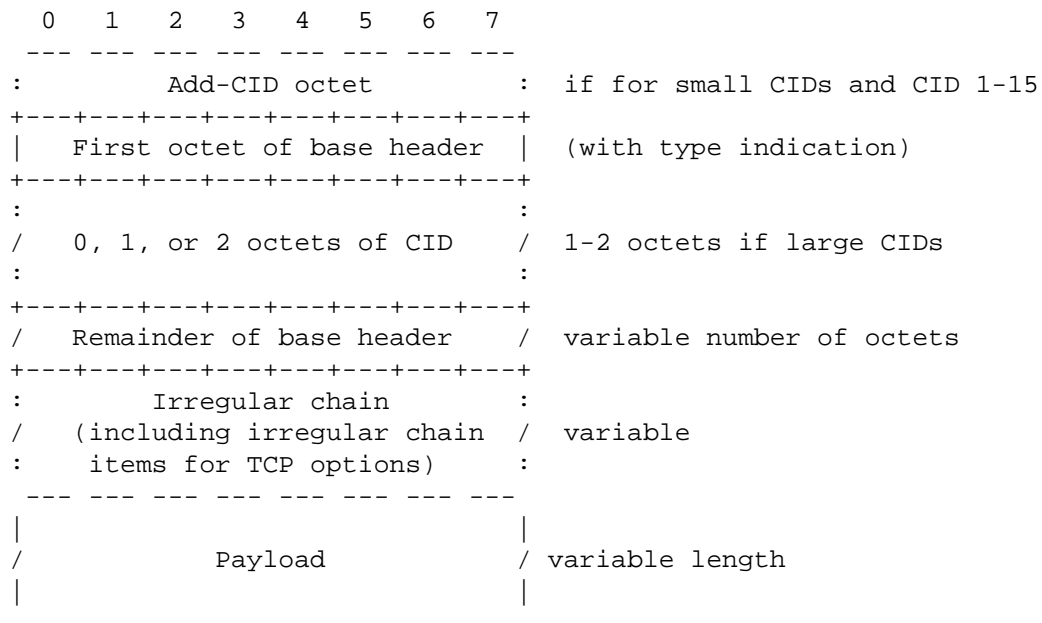 0   1   2   3   4   5   6   7
 --- --- --- --- --- --- --- ---
:         Add-CID octet         :  if for small CIDs and CID 1-15
+---+---+---+---+---+---+---+---+
|   First octet of base header  |  (with type indication)
+---+---+---+---+---+---+---+---+
:                               :
/   0, 1, or 2 octets of CID    /  1-2 octets if large CIDs
:                               :
+---+---+---+---+---+---+---+---+
/   Remainder of base header    /  variable number of octets
+---+---+---+---+---+---+---+---+
:        Irregular chain        :
/   (including irregular chain  /  variable
:    items for TCP options)     :
 --- --- --- --- --- --- --- ---
|                               |
/            Payload            / variable length
|                               |